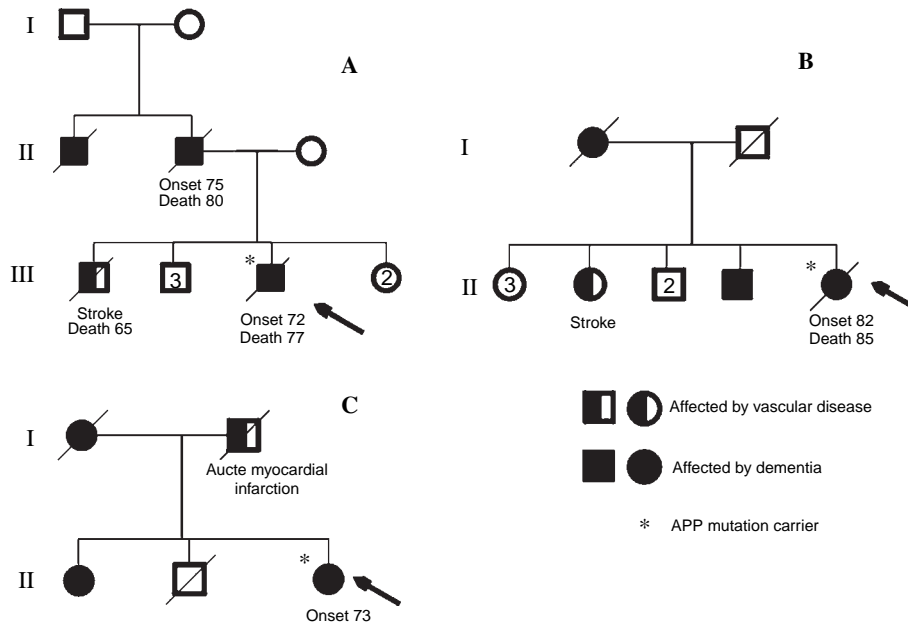 I
A
II
Onset 75
Death 80
III
*
3
2
Stroke
Death 65
Onset 72
Death 77
B
I
II
3
2
*
Stroke
Onset 82
Death 85
C
I
Aucte myocardial
infarction
II
*
Onset 73
Affected by vascular disease
Affected by dementia
* APP mutation carrier